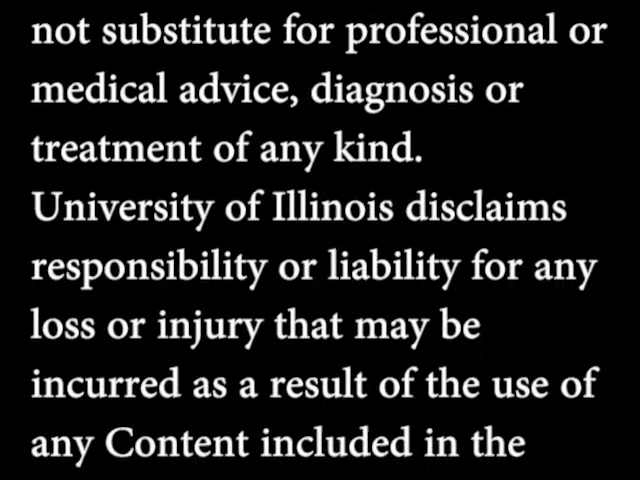 not substitute for professional or
medical advice, diagnosis or
treatment of any kind.
University of Illinois disclaims
responsibility or liability for any
loss or injury that may be
incurred as a result of the use of
any Content included in the